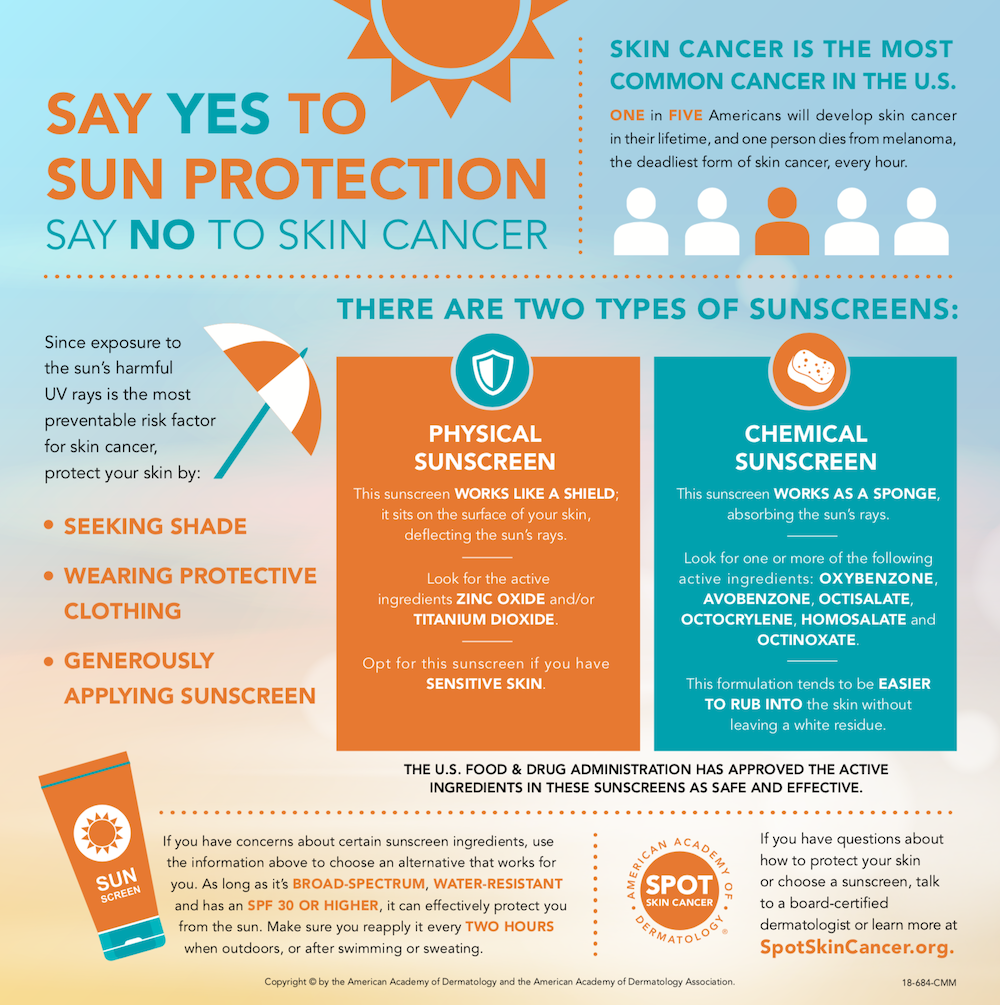 SAY YES TO
SUN PROTECTION
SAY NO TO SKIN CANCER
SKIN CANCER IS THE MOST
COMMON CANCER IN THE U.S.
ONE in FIVE Americans will develop skin cancer
in their lifetime, and one person dies from melanoma,
the deadliest form of skin cancer, every hour.
Since exposure to
the sun's harmful
UV rays is the most
preventable risk factor
for skin cancer,
protect your skin by:
• SEEKING SHADE
• WEARING PROTECTIVE
CLOTHING
• GENEROUSLY
APPLYING SUNSCREEN
THERE ARE TWO TYPES OF SUNSCREENS:
PHYSICAL
SUNSCREEN
This sunscreen WORKS LIKE A SHIELD;
it sits on the surface of your skin,
deflecting the sun's rays.
Look for the active
ingredients ZINC OXIDE and/or
TITANIUM DIOXIDE.
Opt for this sunscreen if you have
SENSITIVE SKIN.
CHEMICAL
SUNSCREEN
This sunscreen WORKS AS A SPONGE,
absorbing the sun's rays.
Look for one or more of the following
active ingredients: OXYBENZONE,
AVOBENZONE, OCTISALATE,
OCTOCRYLENE, HOMOSALATE and
OCTINOXATE.
This formulation tends to be EASIER
TO RUB INTO the skin without
leaving a white residue.
THE U.S. FOOD & DRUG ADMINISTRATION HAS APPROVED THE ACTIVE
INGREDIENTS IN THESE SUNSCREENS AS SAFE AND EFFECTIVE.
SUN
SCREEN
If you have concerns about certain sunscreen ingredients, use
the information above to choose an alternative that works for
you. As long as it's BROAD-SPECTRUM, WATER-RESISTANT
and has an SPF 30 OR HIGHER, it can effectively protect you
from the sun. Make sure you reapply it every TWO HOURS
when outdoors, or after swimming or sweating.
AMERICAN ACADEMY OF DERMATOLOGY
SPOT
SKIN CANCER
®
If you have questions about
how to protect your skin
or choose a sunscreen, talk
to a board-certified
dermatologist or learn more at
SpotSkinCancer.org.
Copyright © by the American Academy of Dermatology and the American Academy of Dermatology Association.
18-684-CMM